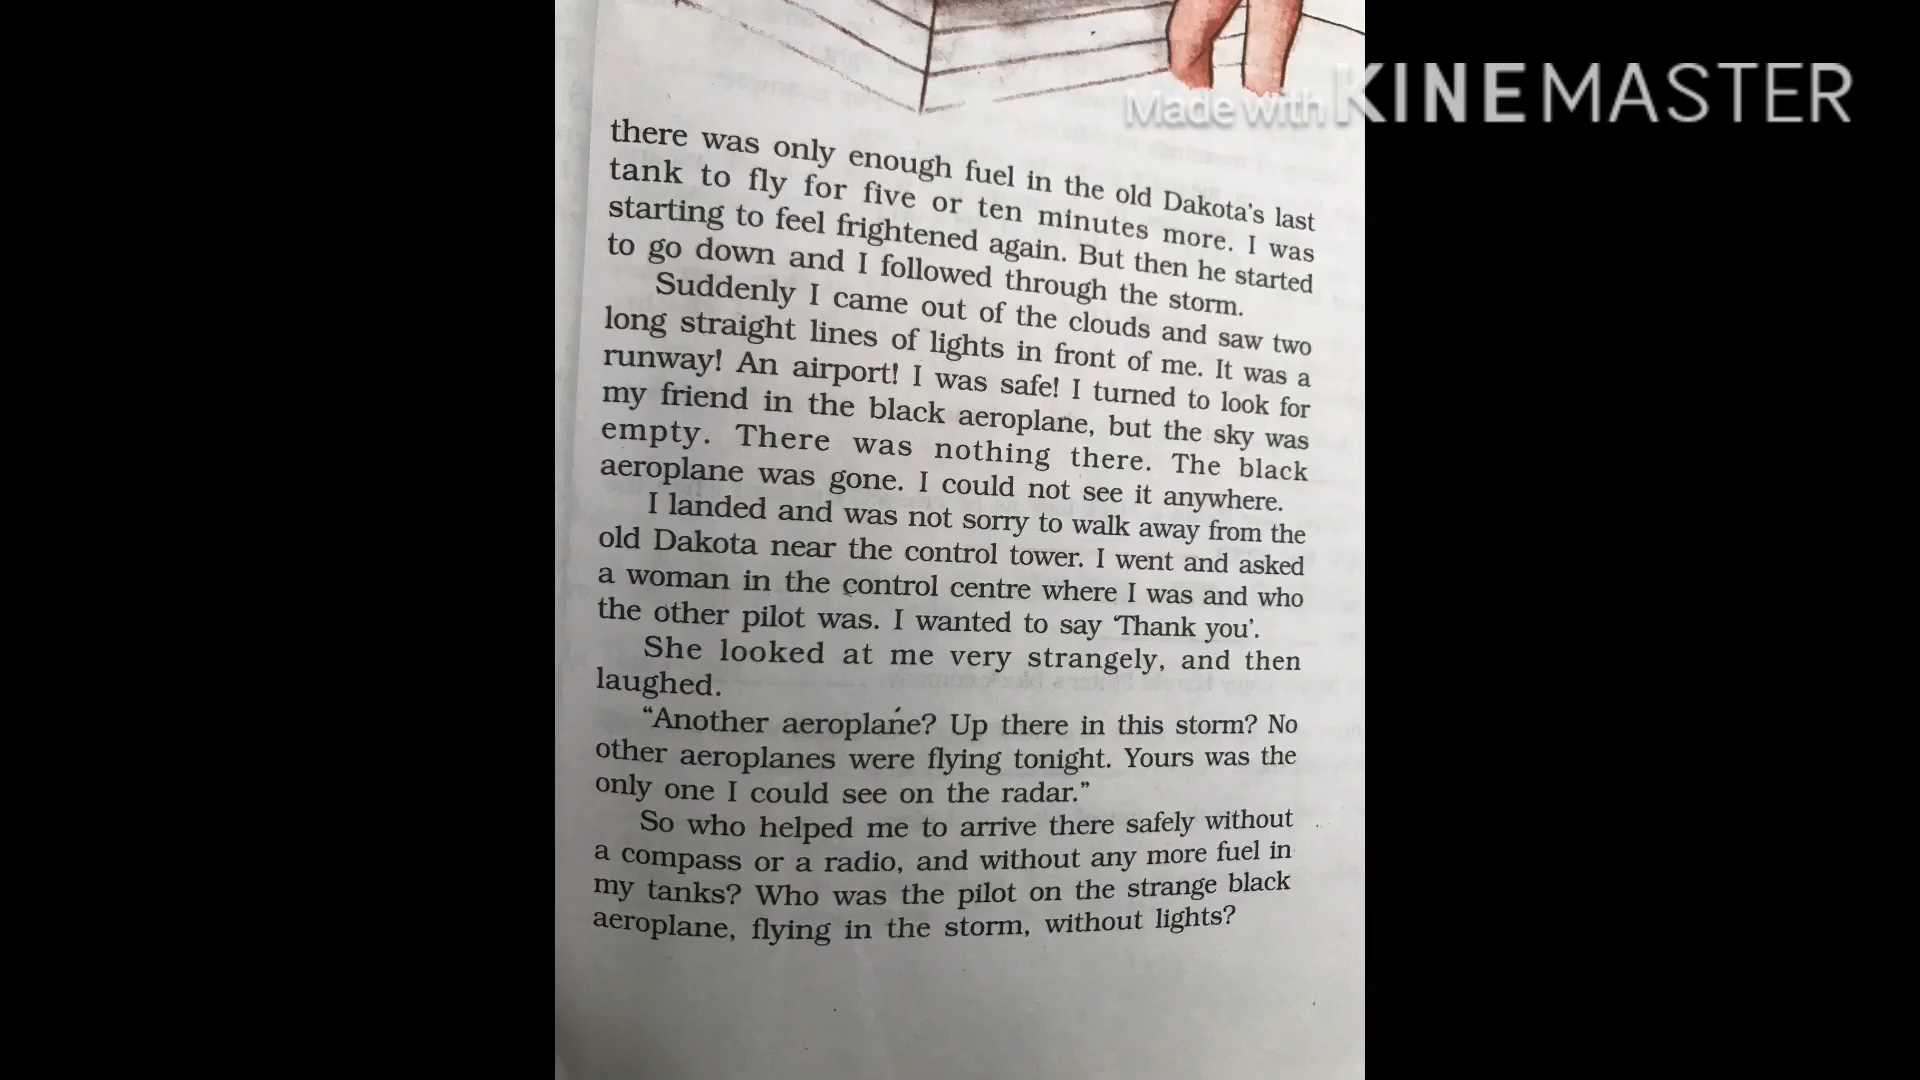 Made with KINEMASTER
there was only enough fuel in the old Dakota's last
tank to fly for five or ten minutes more. I was
starting to feel frightened again. But then he started
to go down and I followed through the storm.
Suddenly I came out of the clouds and saw two
long straight lines of lights in front of me. It was a
runway! An airport! I was safe! I turned to look for
my friend in the black aeroplane, but the sky was
empty. There was nothing there. The black
aeroplane was gone. I could not see it anywhere.
I landed and was not sorry to walk away from the
old Dakota near the control tower. I went and asked
a woman in the control centre where I was and who
the other pilot was. I wanted to say ‘Thank you’.
She looked at me very strangely, and then
laughed.
“Another aeroplane? Up there in this storm? No
other aeroplanes were flying tonight. Yours was the
only one I could see on the radar.”
So who helped me to arrive there safely without
a compass or a radio, and without any more fuel in
my tanks? Who was the pilot on the strange black
aeroplane, flying in the storm, without lights?